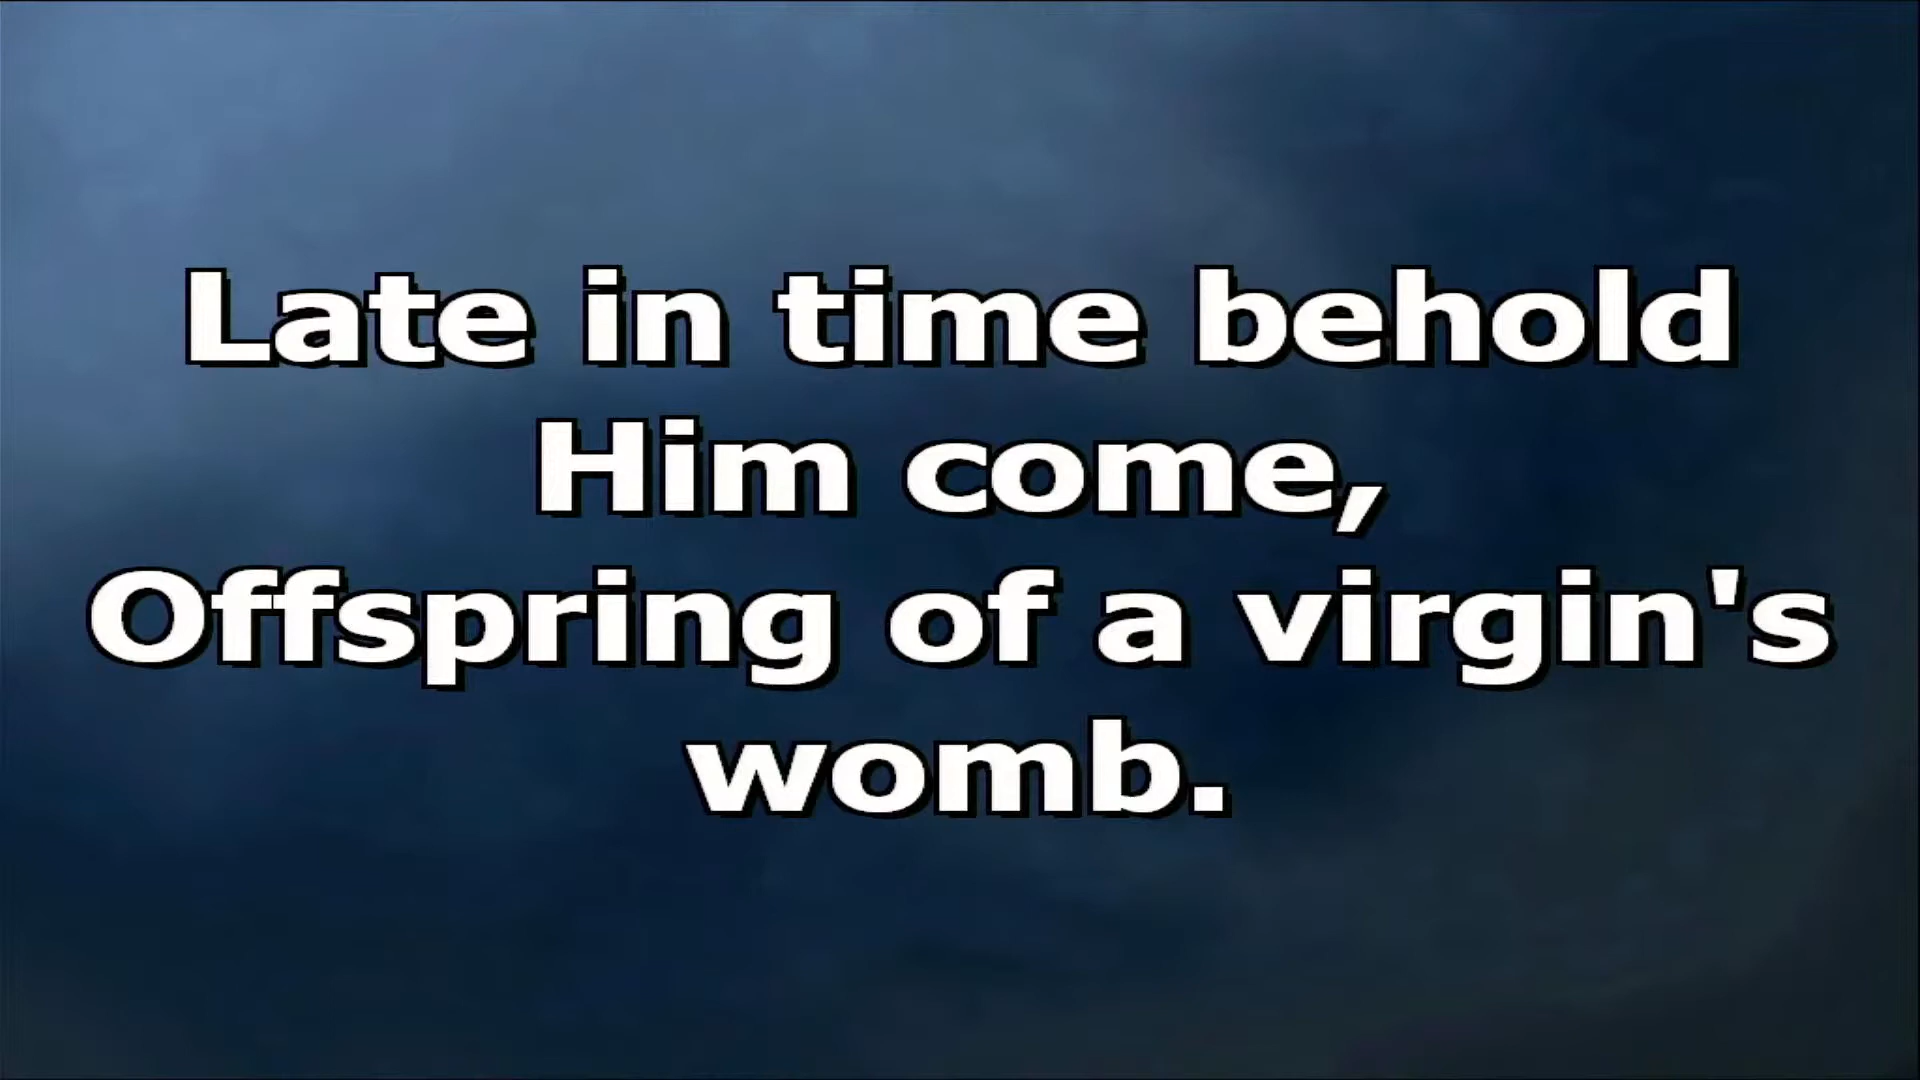 Late in time behold
Him come,
Offspring of a virgin's
womb.